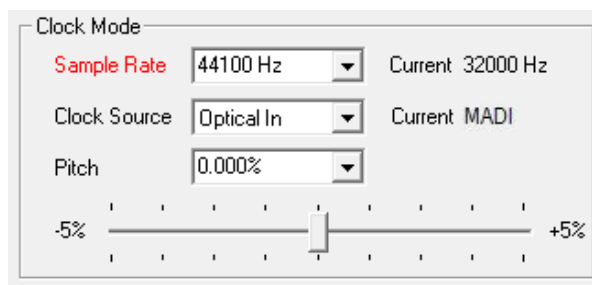 Clock Mode
Sample Rate 44100 Hz Current 32000 Hz
Clock Source Optical In Current MADI
Pitch 0.000%
-5% +5%